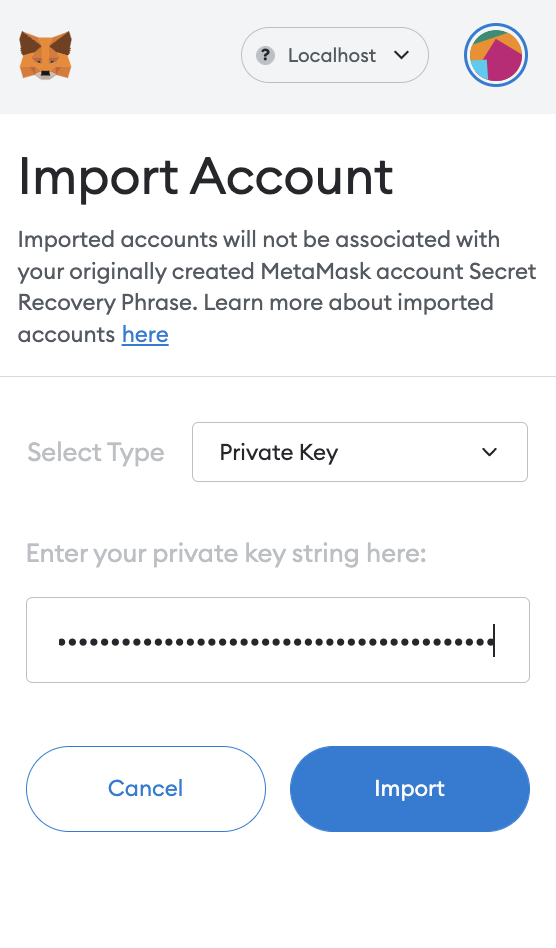 ? Localhost
Import Account
Imported accounts will not be associated with
your originally created MetaMask account Secret
Recovery Phrase. Learn more about imported
accounts here
Select Type Private Key
Enter your private key string here:
•••••••••••••••••••••••••••••••••••••••••
Cancel Import